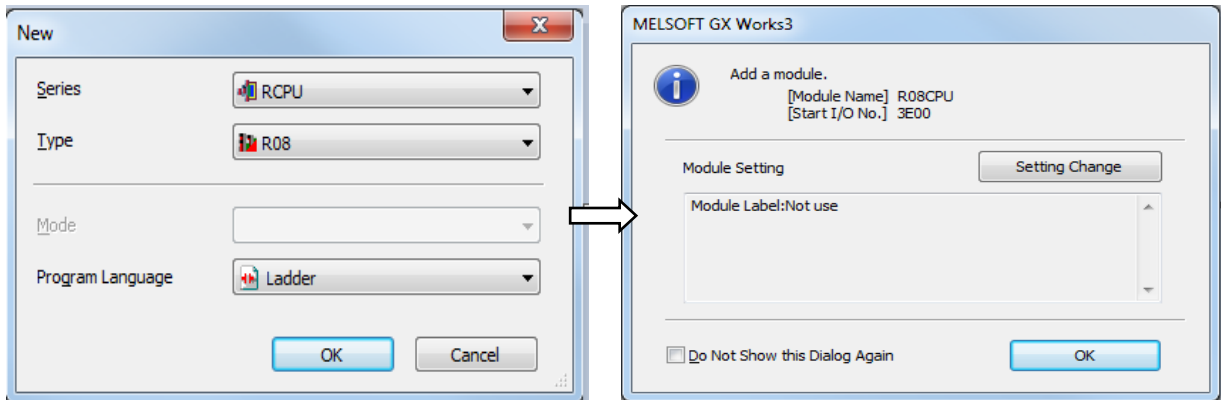 New
x
Series
RCPU
Type
R08
Mode
Program Language
Ladder
OK Cancel
MELSOFT GX Works3
Add a module.
[Module Name] R08CPU
[Start I/O No.] 3E00
Module Setting
Setting Change
Module Label:Not use
Do Not Show this Dialog Again
OK